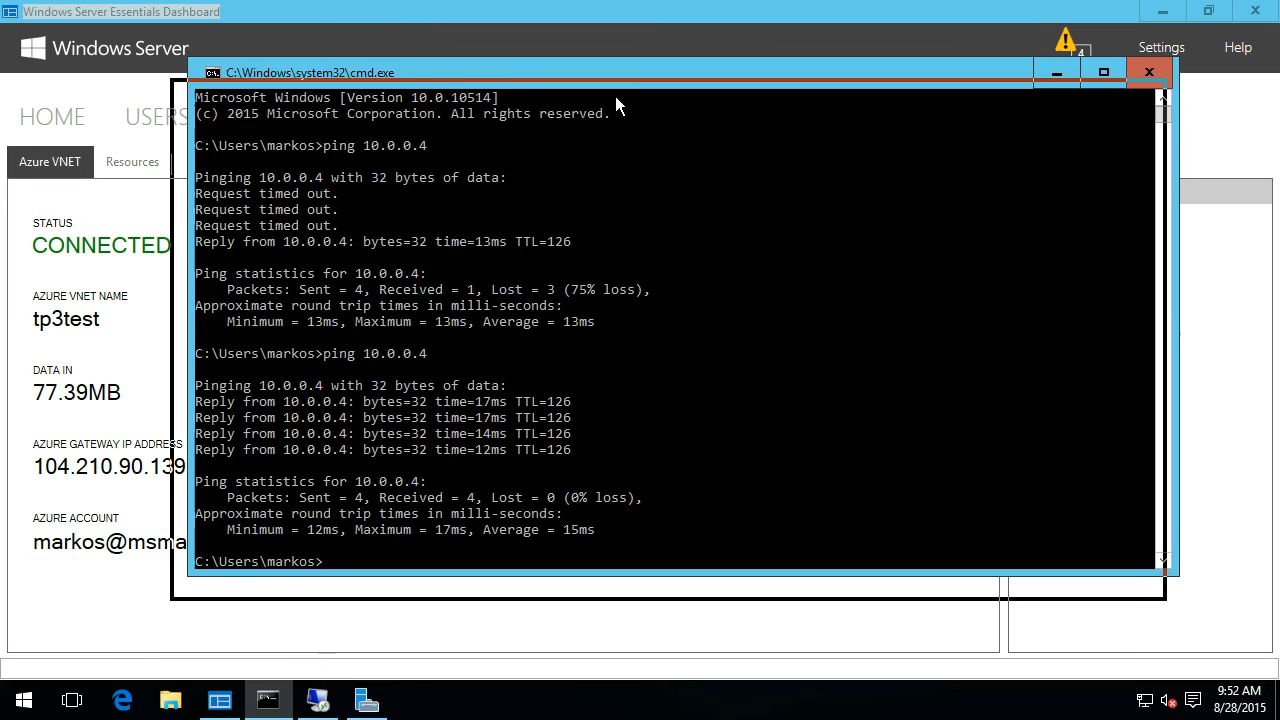 Windows Server Essentials Dashboard
Windows Server
4
Settings
Help
HOME
USERS
Azure VNET
Resources
STATUS
CONNECTED
AZURE VNET NAME
tp3test
DATA IN
77.39MB
AZURE GATEWAY IP ADDRESS
104.210.90.139
AZURE ACCOUNT
markos@msma
C:\Windows\system32\cmd.exe
Microsoft Windows [Version 10.0.10514]
(c) 2015 Microsoft Corporation. All rights reserved.
C:\Users\markos>ping 10.0.0.4
Pinging 10.0.0.4 with 32 bytes of data:
Request timed out.
Request timed out.
Request timed out.
Reply from 10.0.0.4: bytes=32 time=13ms TTL=126
Ping statistics for 10.0.0.4:
Packets: Sent = 4, Received = 1, Lost = 3 (75% loss),
Approximate round trip times in milli-seconds:
Minimum = 13ms, Maximum = 13ms, Average = 13ms
C:\Users\markos>ping 10.0.0.4
Pinging 10.0.0.4 with 32 bytes of data:
Reply from 10.0.0.4: bytes=32 time=17ms TTL=126
Reply from 10.0.0.4: bytes=32 time=17ms TTL=126
Reply from 10.0.0.4: bytes=32 time=14ms TTL=126
Reply from 10.0.0.4: bytes=32 time=12ms TTL=126
Ping statistics for 10.0.0.4:
Packets: Sent = 4, Received = 4, Lost = 0 (0% loss),
Approximate round trip times in milli-seconds:
Minimum = 12ms, Maximum = 17ms, Average = 15ms
C:\Users\markos>
9:52 AM
8/28/2015